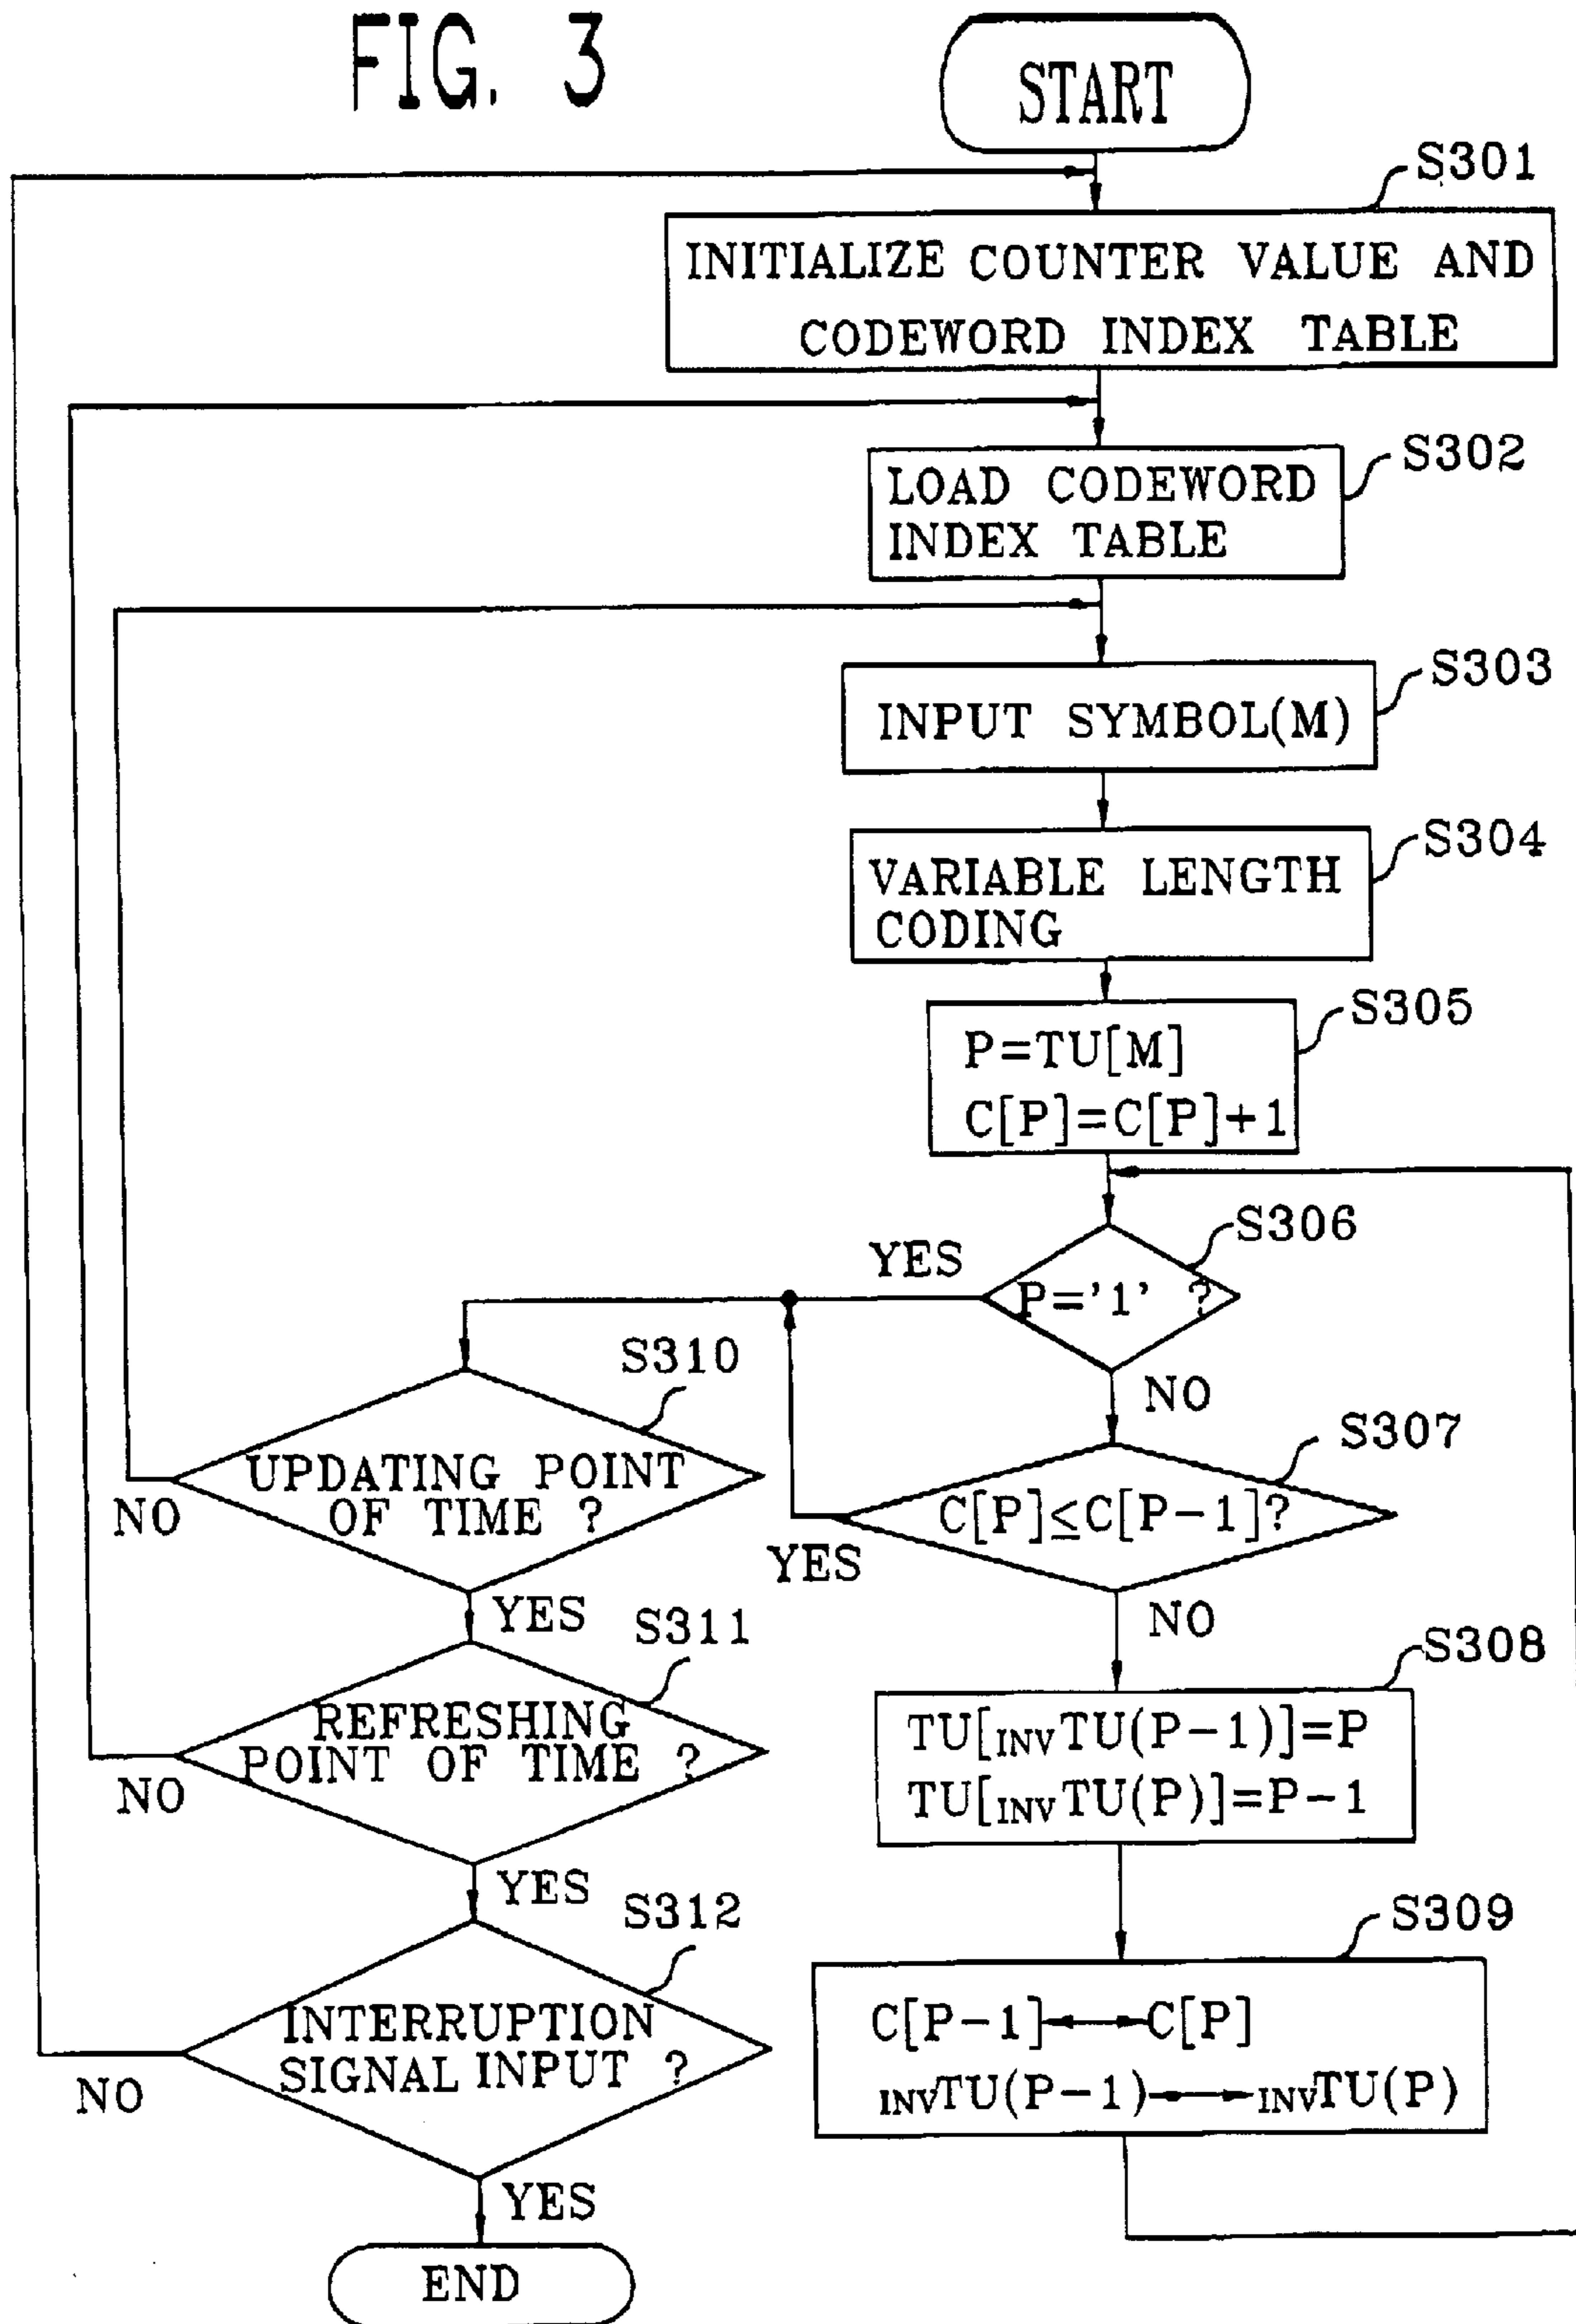 FIG. 3
START
S301
INITIALIZE COUNTER VALUE AND
CODEWORD INDEX TABLE
S302
LOAD CODEWORD
INDEX TABLE
S303
INPUT SYMBOL(M)
S304
VARIABLE LENGTH
CODING
S305
P=TU[M]
C[P]=C[P]+1
S306
P='1' ?
YES
NO
S307
C[P]≤C[P-1]?
YES
NO
S308
TU[INVTU(P-1)]=P
TU[INVTU(P)]=P-1
S309
C[P-1]↔C[P]
INVTU(P-1)↔INVTU(P)
S310
UPDATING POINT
OF TIME ?
NO
YES
S311
REFRESHING
POINT OF TIME ?
NO
YES
S312
INTERRUPTION
SIGNAL INPUT ?
NO
YES
END